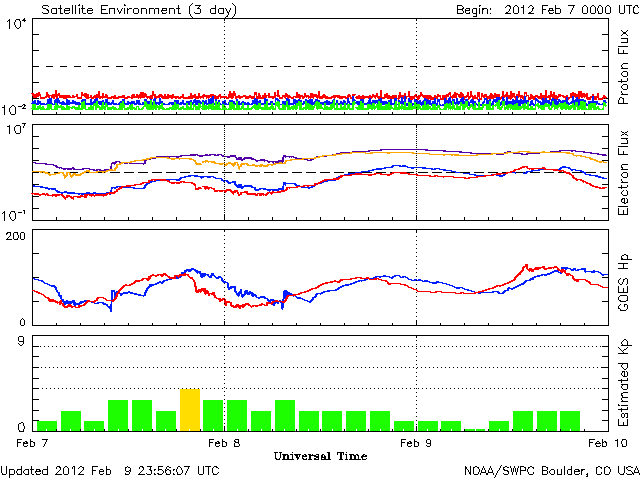 Satellite Environment (3 day)
Begin: 2012 Feb 7 0000 UTC
10⁴
10⁻²
Proton Flux
10⁷
10⁻¹
Electron Flux
200
0
GOES Hp
9
0
Estimated Kp
Feb 7
Feb 8
Feb 9
Feb 10
Universal Time
Updated 2012 Feb 9 23:56:07 UTC
NOAA/SWPC Boulder, CO USA